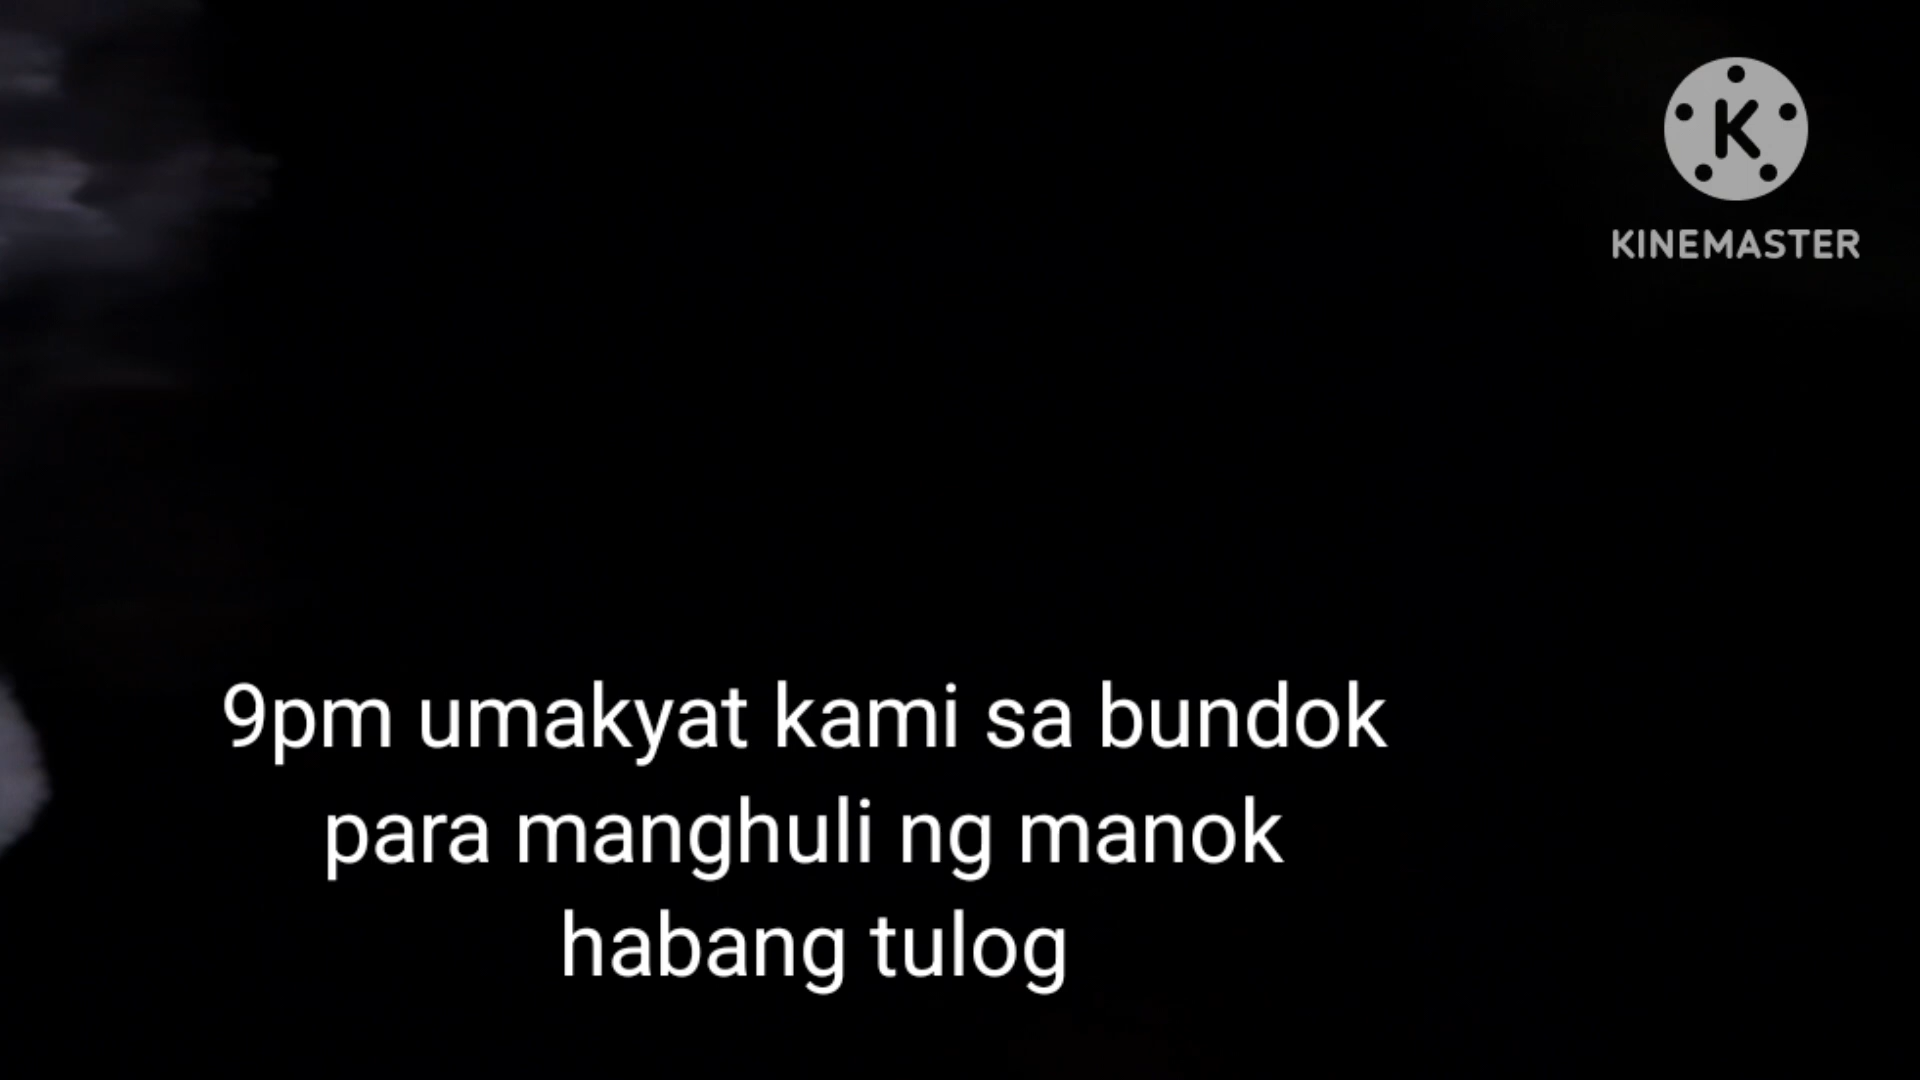 K
KINEMASTER
9pm umakyat kami sa bundok
para manghuli ng manok
habang tulog